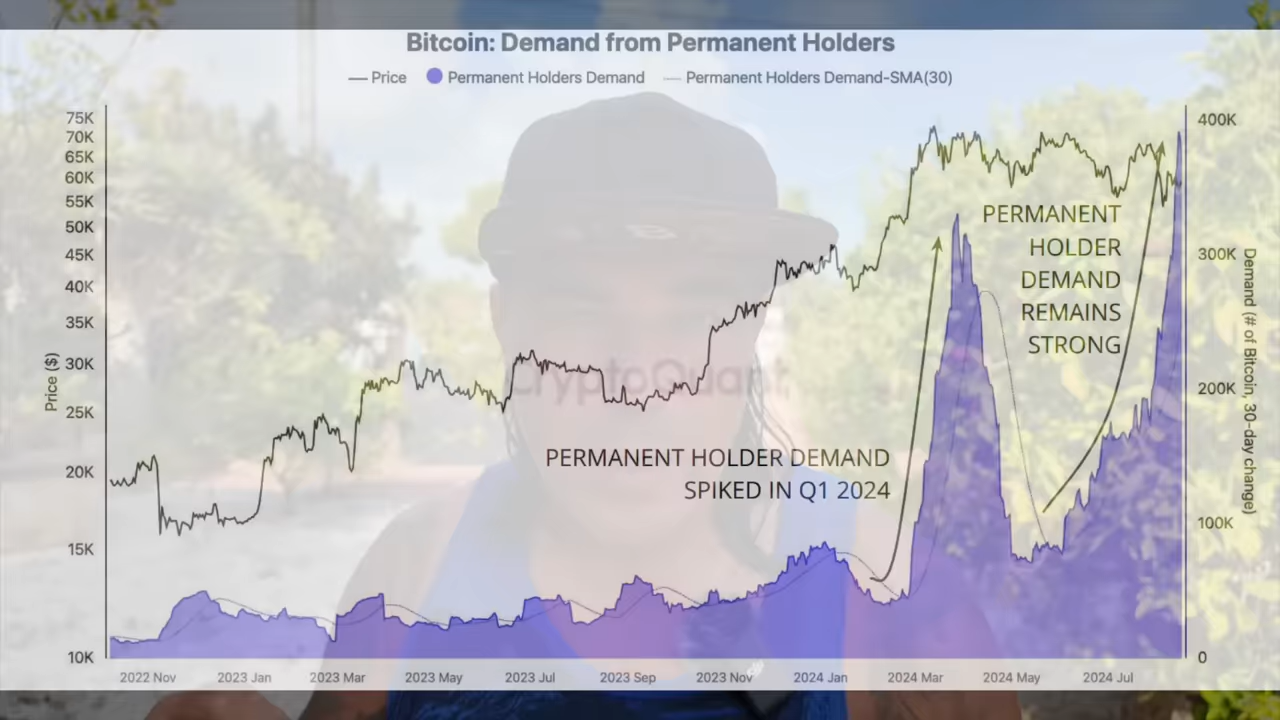 Bitcoin: Demand from Permanent Holders
Price
Permanent Holders Demand
Permanent Holders Demand-SMA(30)
75K
70K
65K
60K
55K
50K
45K
40K
35K
30K
25K
20K
15K
10K
Price ($)
400K
300K
200K
100K
0
Demand (# of Bitcoin, 30-day change)
PERMANENT
HOLDER
DEMAND
REMAINS
STRONG
CryptoQuant
PERMANENT HOLDER DEMAND
SPIKED IN Q1 2024
2022 Nov
2023 Jan
2023 Mar
2023 May
2023 Jul
2023 Sep
2023 Nov
2024 Jan
2024 Mar
2024 May
2024 Jul